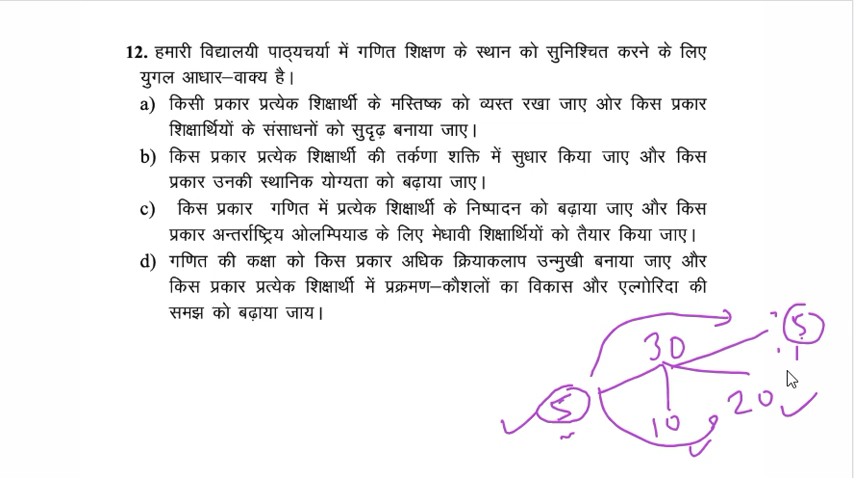 12. हमारी विद्यालयी पाठ्यचर्या में गणित शिक्षण के स्थान को सुनिश्चित करने के लिए
युगल आधार–वाक्य है।
a) किसी प्रकार प्रत्येक शिक्षार्थी के मस्तिष्क को व्यस्त रखा जाए ओर किस प्रकार
शिक्षार्थियों के संसाधनों को सुदृढ़ बनाया जाए।
b) किस प्रकार प्रत्येक शिक्षार्थी की तर्कणा शक्ति में सुधार किया जाए और किस
प्रकार उनकी स्थानिक योग्यता को बढ़ाया जाए।
c) किस प्रकार गणित में प्रत्येक शिक्षार्थी के निष्पादन को बढ़ाया जाए और किस
प्रकार अन्तर्राष्ट्रिय ओलम्पियाड के लिए मेधावी शिक्षार्थियों को तैयार किया जाए।
d) गणित की कक्षा को किस प्रकार अधिक क्रियाकलाप उन्मुखी बनाया जाए और
किस प्रकार प्रत्येक शिक्षार्थी में प्रक्रमण–कौशलों का विकास और एल्गोरिदा की
समझ को बढ़ाया जाय।
30 5
5 10 20